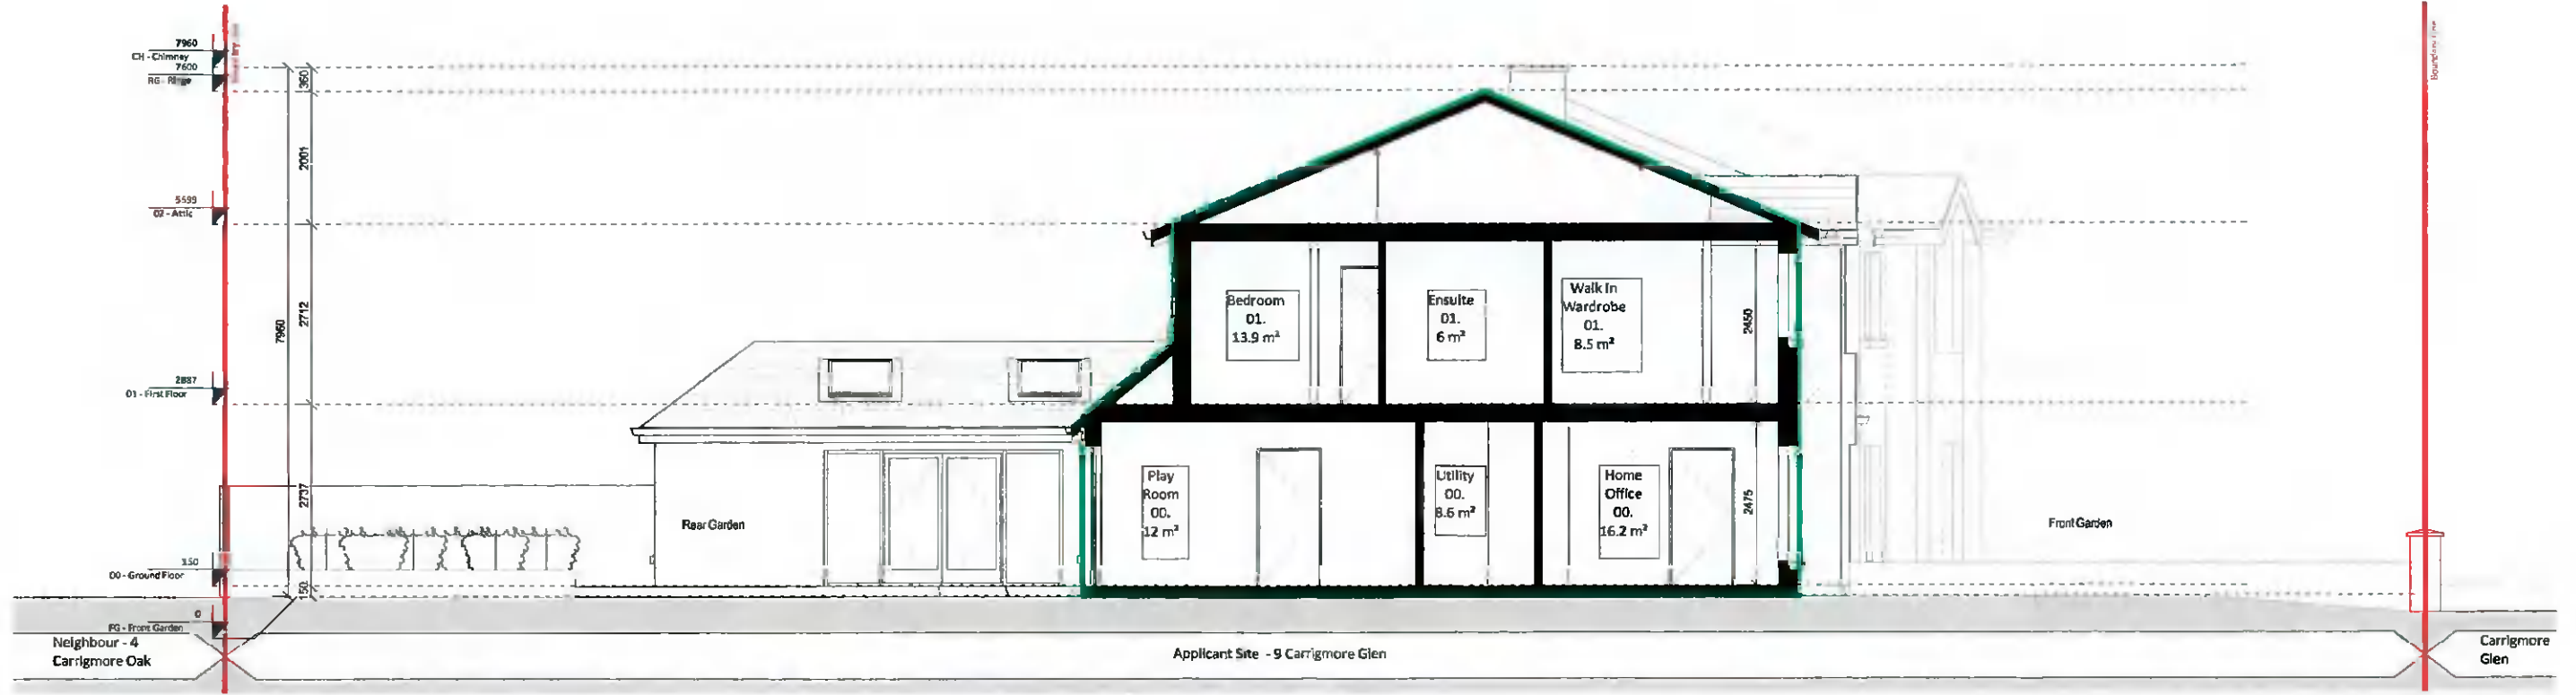 7960
CH - Chimney
7600
RG - Ridge
5599
02 - Attic
2887
01 - First Floor
150
00 - Ground Floor
0
FG - Front Garden
7960
360
2001
2712
2737
Boundary Line
Bedroom
01.
13.9 m²
Ensuite
01.
6 m²
Walk In
Wardrobe
01.
8.5 m²
2450
Play
Room
00.
12 m²
Utility
00.
8.6 m²
Home
Office
00.
16.2 m²
2475
Rear Garden
Front Garden
Neighbour - 4
Carrigmore Oak
Applicant Site - 9 Carrigmore Glen
Carrigmore
Glen